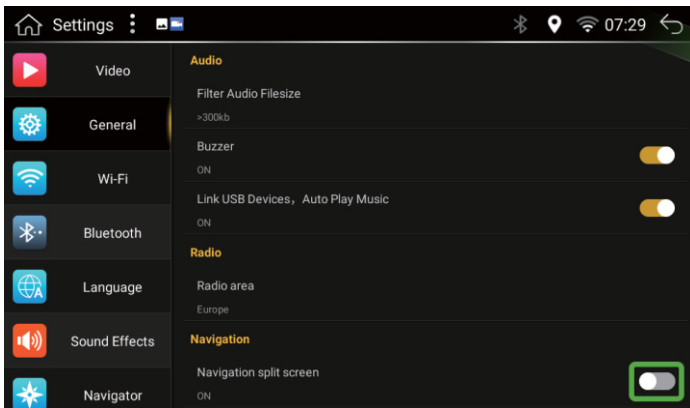 Settings
07:29
Video
General
Wi-Fi
Bluetooth
Language
Sound Effects
Navigator
Audio
Filter Audio Filesize
>300kb
Buzzer
ON
Link USB Devices，Auto Play Music
ON
Radio
Radio area
Europe
Navigation
Navigation split screen
ON